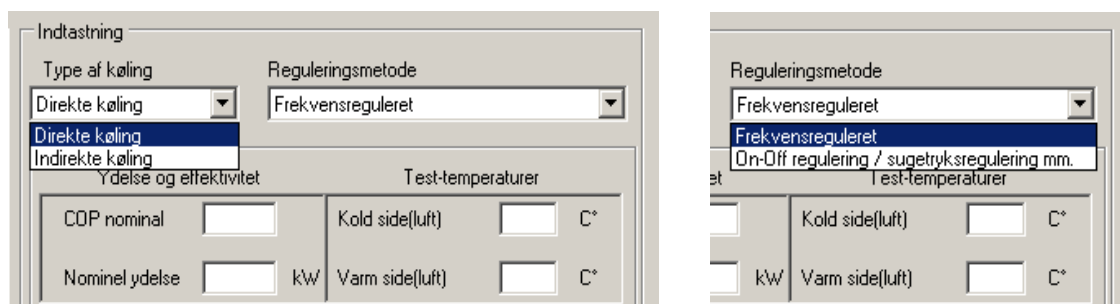 Indtastning
Type af køling Reguleringsmetode
Direkte køling Frekvensreguleret
Direkte køling
Indirekte køling
Ydelse og effektivitet Test-temperaturer
COP nominal Kold side(luft) C°
Nominel ydelse kW Varm side(luft) C°
Reguleringsmetode
Frekvensreguleret
Frekvensreguleret
On-Off regulering / sugetryksregulering mm.
et Test-temperaturer
Kold side(luft) C°
kW Varm side(luft) C°